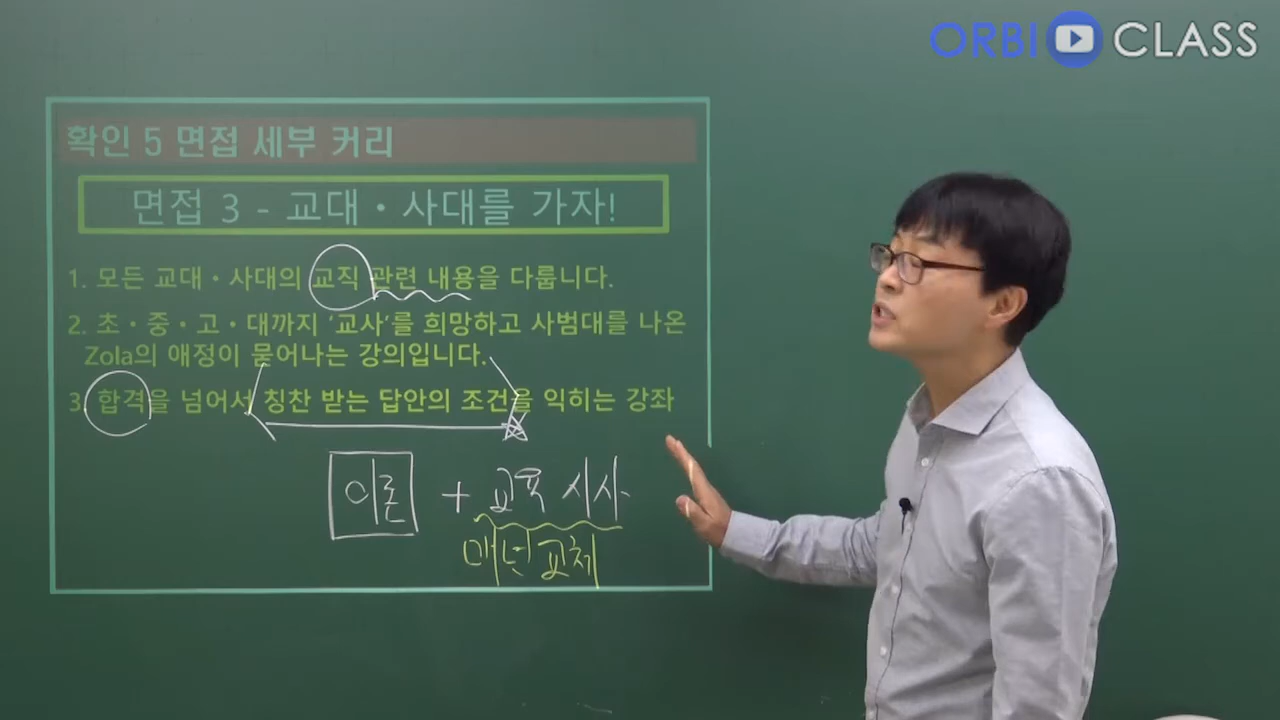 ORBI CLASS
확인 5 면접 세부 커리
면접 3 - 교대·사대를 가자!
1. 모든 교대·사대의 교직 관련 내용을 다룹니다.
2. 초·중·고·대까지 '교사'를 희망하고 사범대를 나온
Zola의 애정이 묻어나는 강의입니다.
3. 합격을 넘어서 칭찬 받는 답안의 조건을 익히는 강좌
이론 + 교육 시사
매년 교체